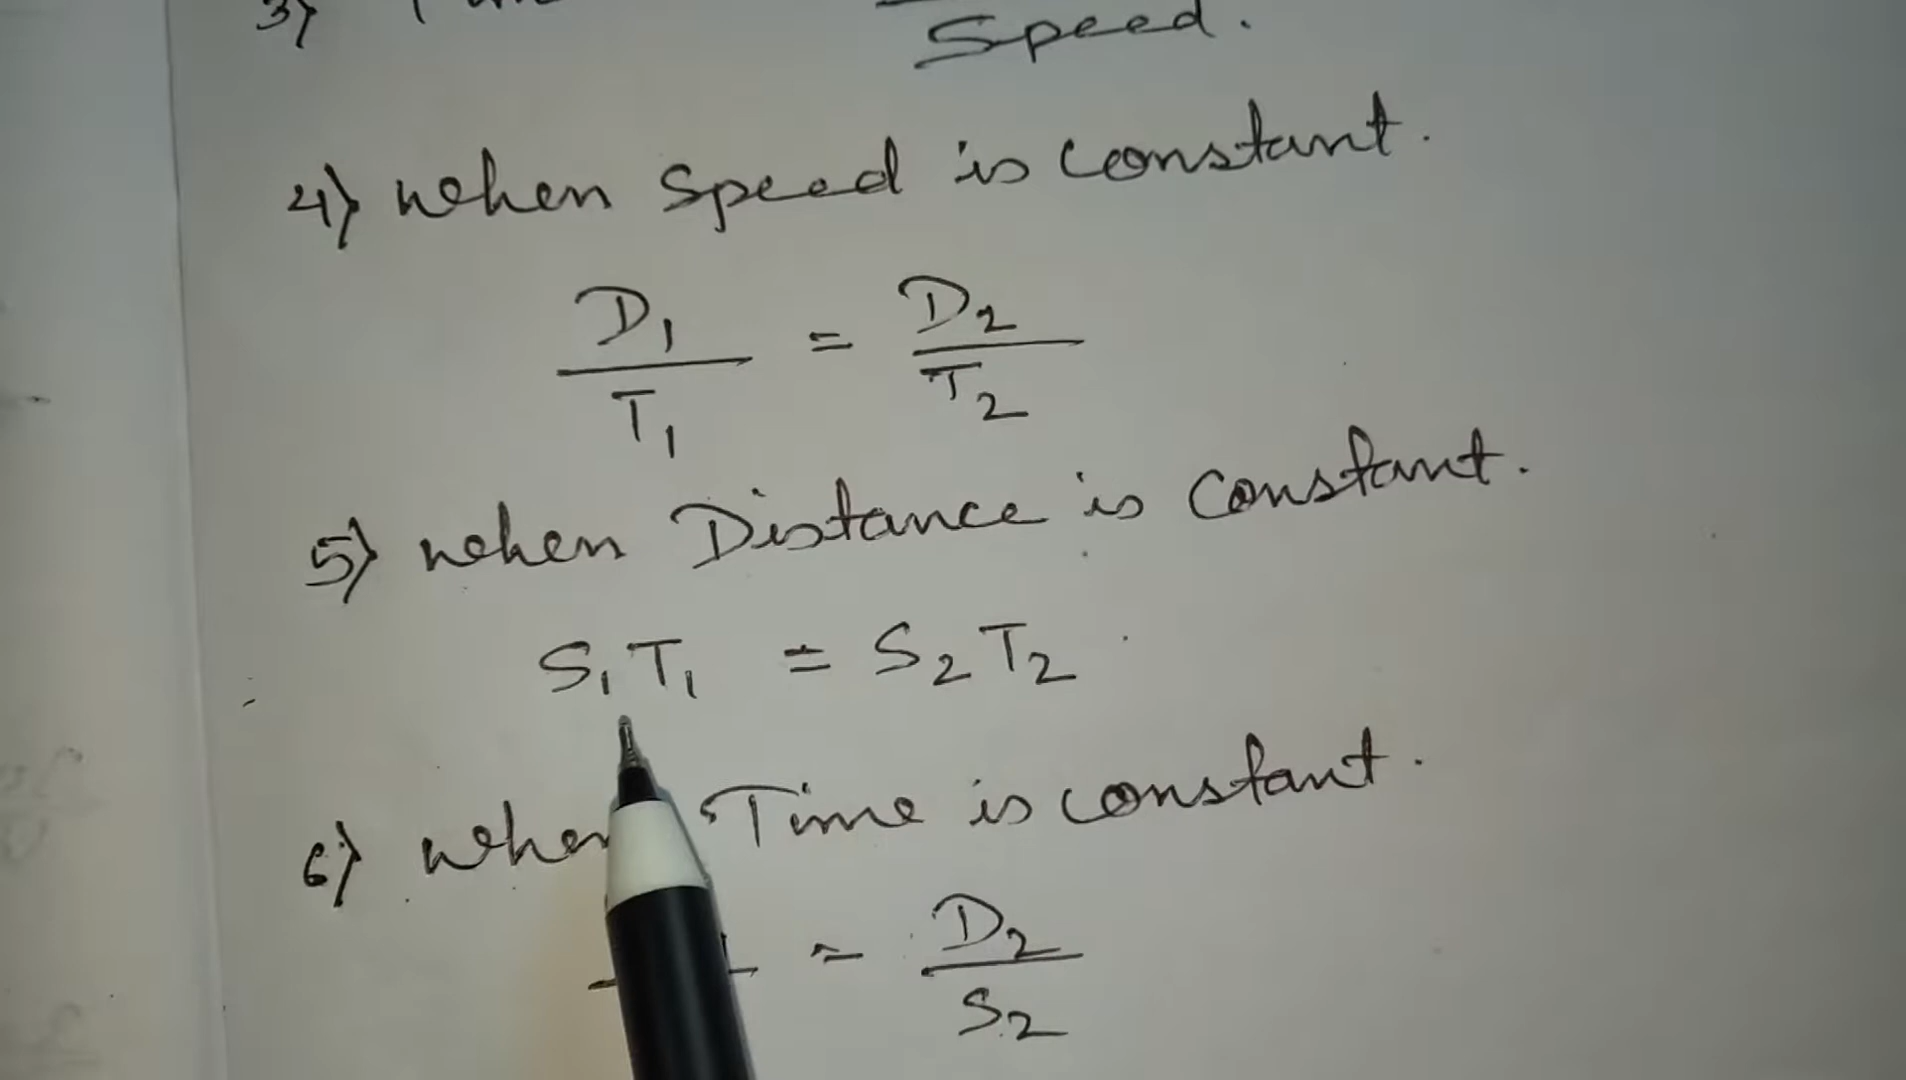 3)
Speed.
4) when Speed is constant.
D1 = D2
T1 T2
5) when Distance is constant.
S1T1 = S2T2
6) when Time is constant.
= D2
S2